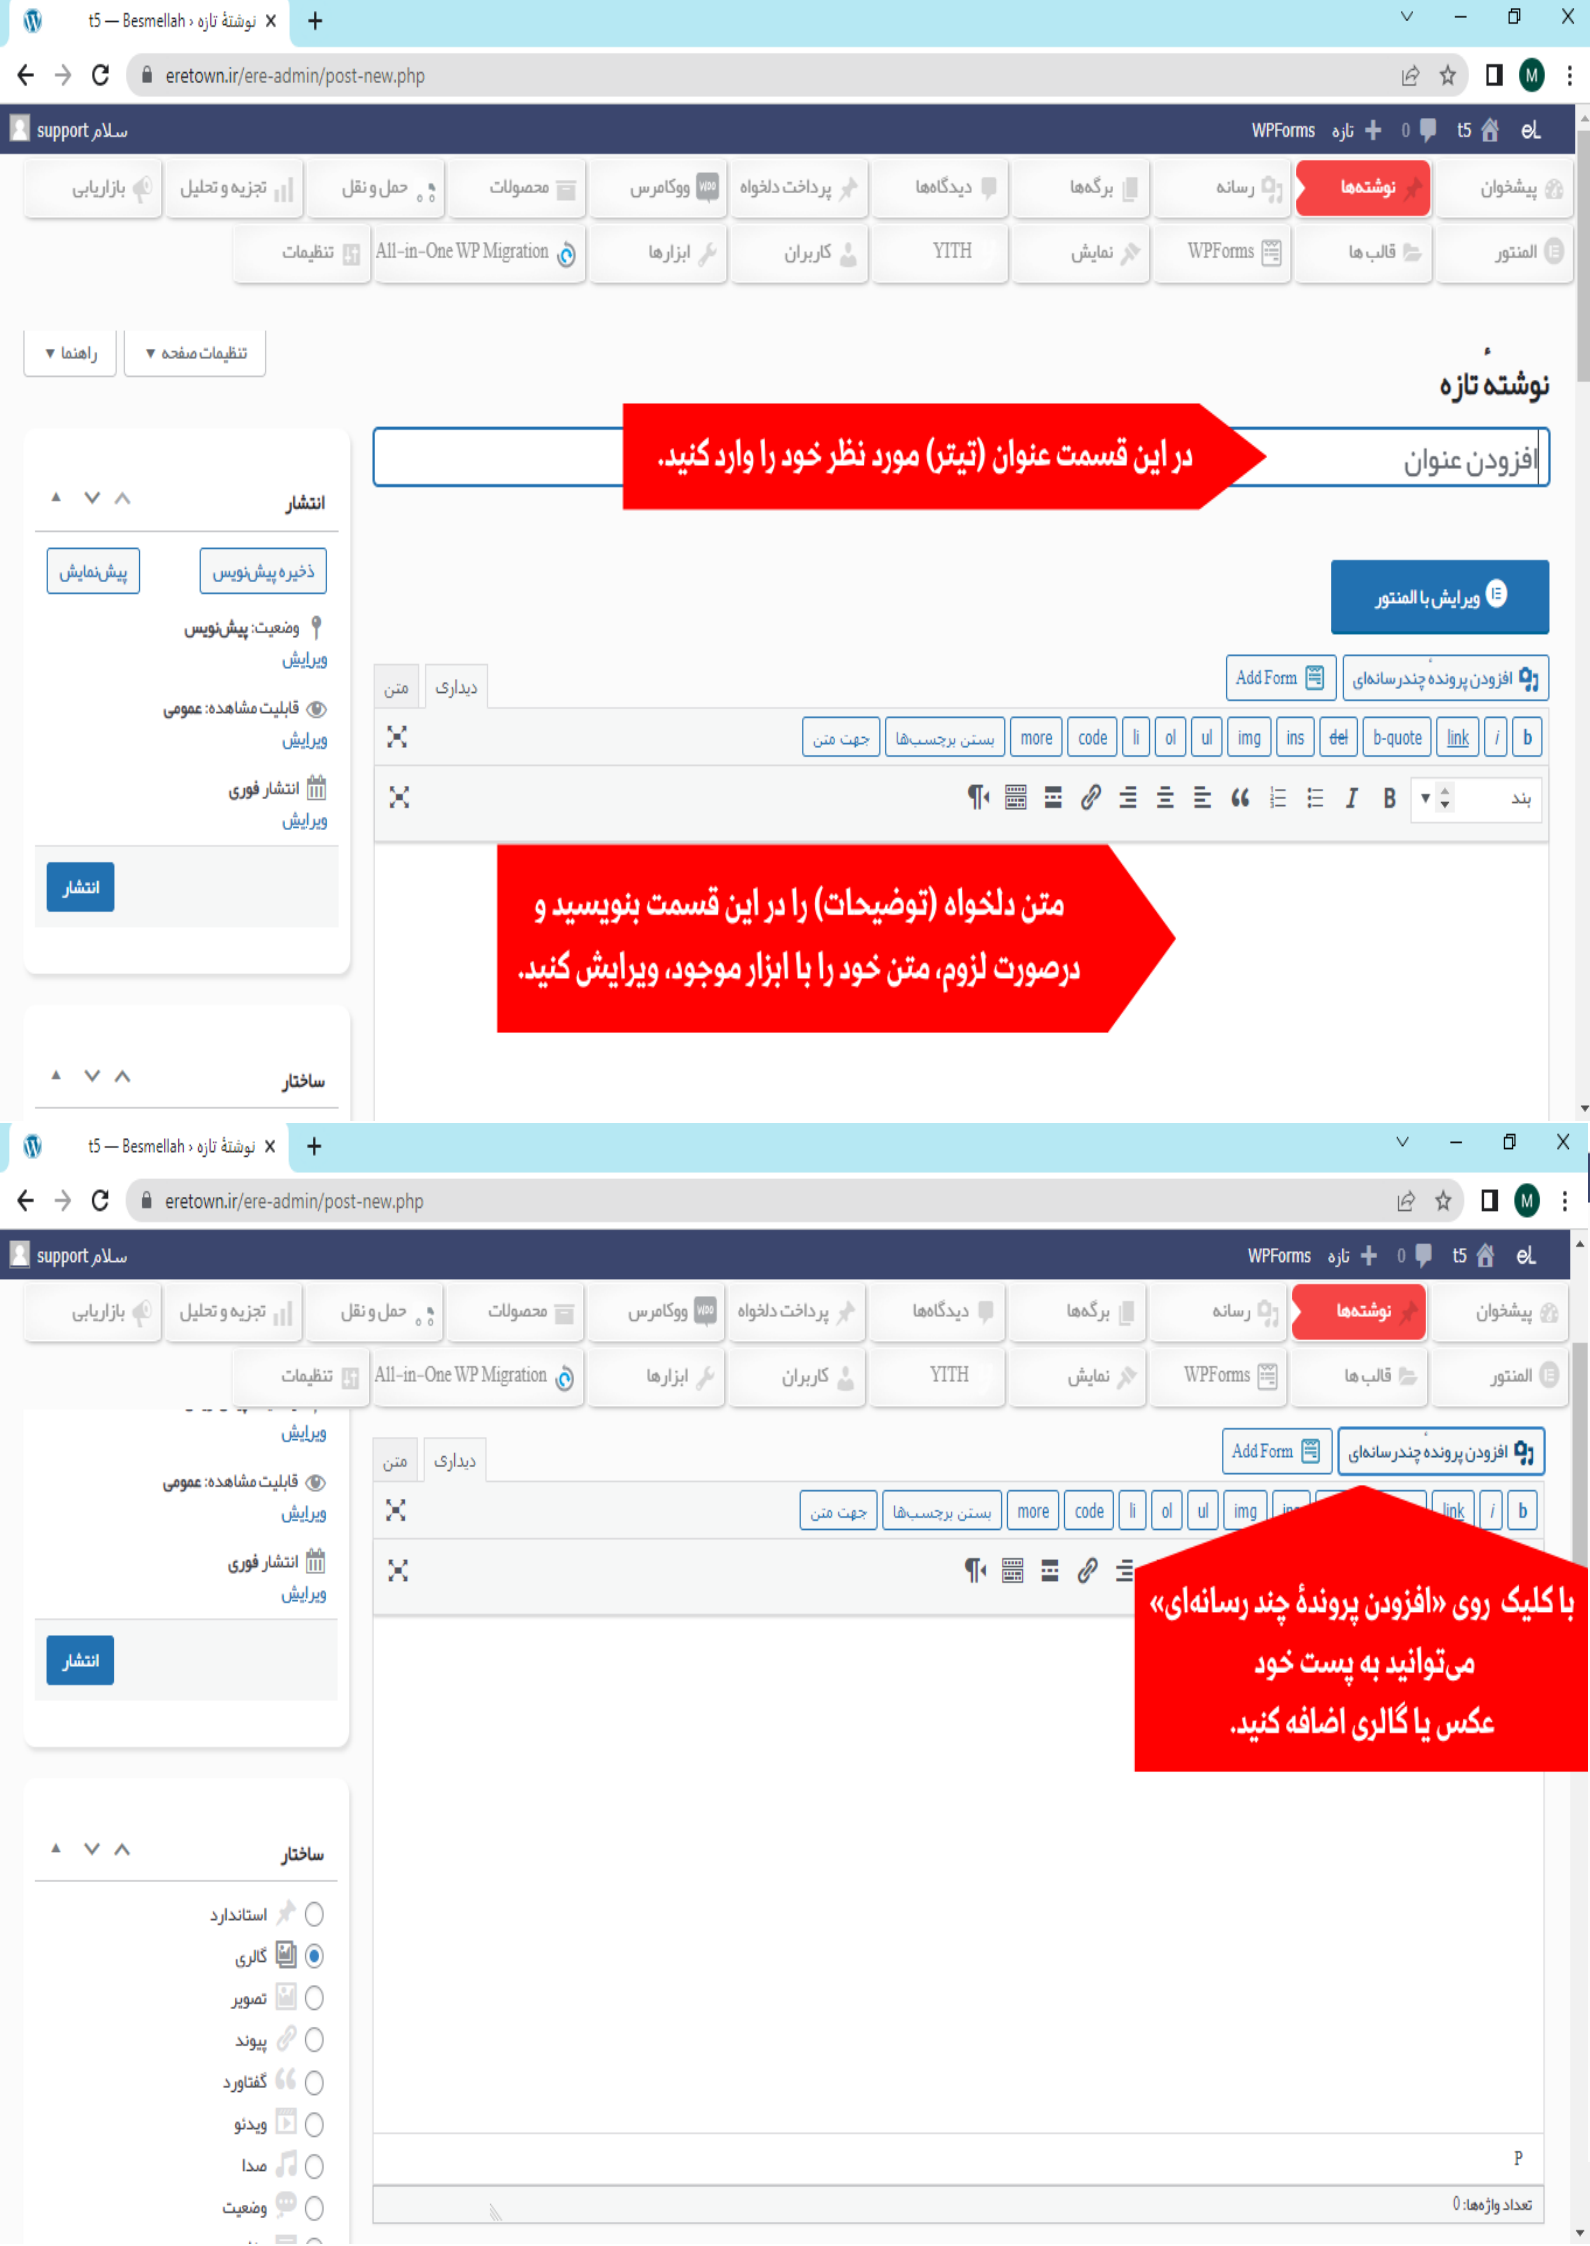 t5 — Besmellah ‹ نوشتهٔ تازه
eretown.ir/ere-admin/post-new.php
M
eL t5 0 تازه WPForms
سلام support
پیشخوان نوشته‌ها رسانه برگه‌ها دیدگاه‌ها پرداخت دلخواه ووکامرس محصولات حمل و نقل تجزیه و تحلیل بازاریابی
المنتور قالب ها WPForms نمایش YITH کاربران ابزارها All-in-One WP Migration تنظیمات
تنظیمات صفحه راهنما
نوشتهٔ تازه
افزودن عنوان
در این قسمت عنوان (تیتر) مورد نظر خود را وارد کنید.
انتشار
ذخیره پیش‌نویس پیش‌نمایش
ویرایش با المنتور
وضعیت: پیش‌نویس
ویرایش
افزودن پروندهٔ چندرسانه‌ای Add Form
دیداری متن
قابلیت مشاهده: عمومی
ویرایش
b i link b-quote del ins img ul ol li code more بستن برچسب‌ها جهت متن
انتشار فوری
ویرایش
بند B I
انتشار
متن دلخواه (توضیحات) را در این قسمت بنویسید و
درصورت لزوم، متن خود را با ابزار موجود، ویرایش کنید.
ساختار
t5 — Besmellah ‹ نوشتهٔ تازه
eretown.ir/ere-admin/post-new.php
M
eL t5 0 تازه WPForms
سلام support
پیشخوان نوشته‌ها رسانه برگه‌ها دیدگاه‌ها پرداخت دلخواه ووکامرس محصولات حمل و نقل تجزیه و تحلیل بازاریابی
المنتور قالب ها WPForms نمایش YITH کاربران ابزارها All-in-One WP Migration تنظیمات
ویرایش
افزودن پروندهٔ چندرسانه‌ای Add Form
دیداری متن
قابلیت مشاهده: عمومی
ویرایش
b i link img ul ol li code more بستن برچسب‌ها جهت متن
انتشار فوری
ویرایش
انتشار
با کلیک روی «افزودن پروندهٔ چند رسانه‌ای»
می‌توانید به پست خود
عکس یا گالری اضافه کنید.
ساختار
استاندارد
گالری
تصویر
پیوند
گفتاورد
ویدئو
صدا
وضعیت
P
تعداد واژه‌ها: 0